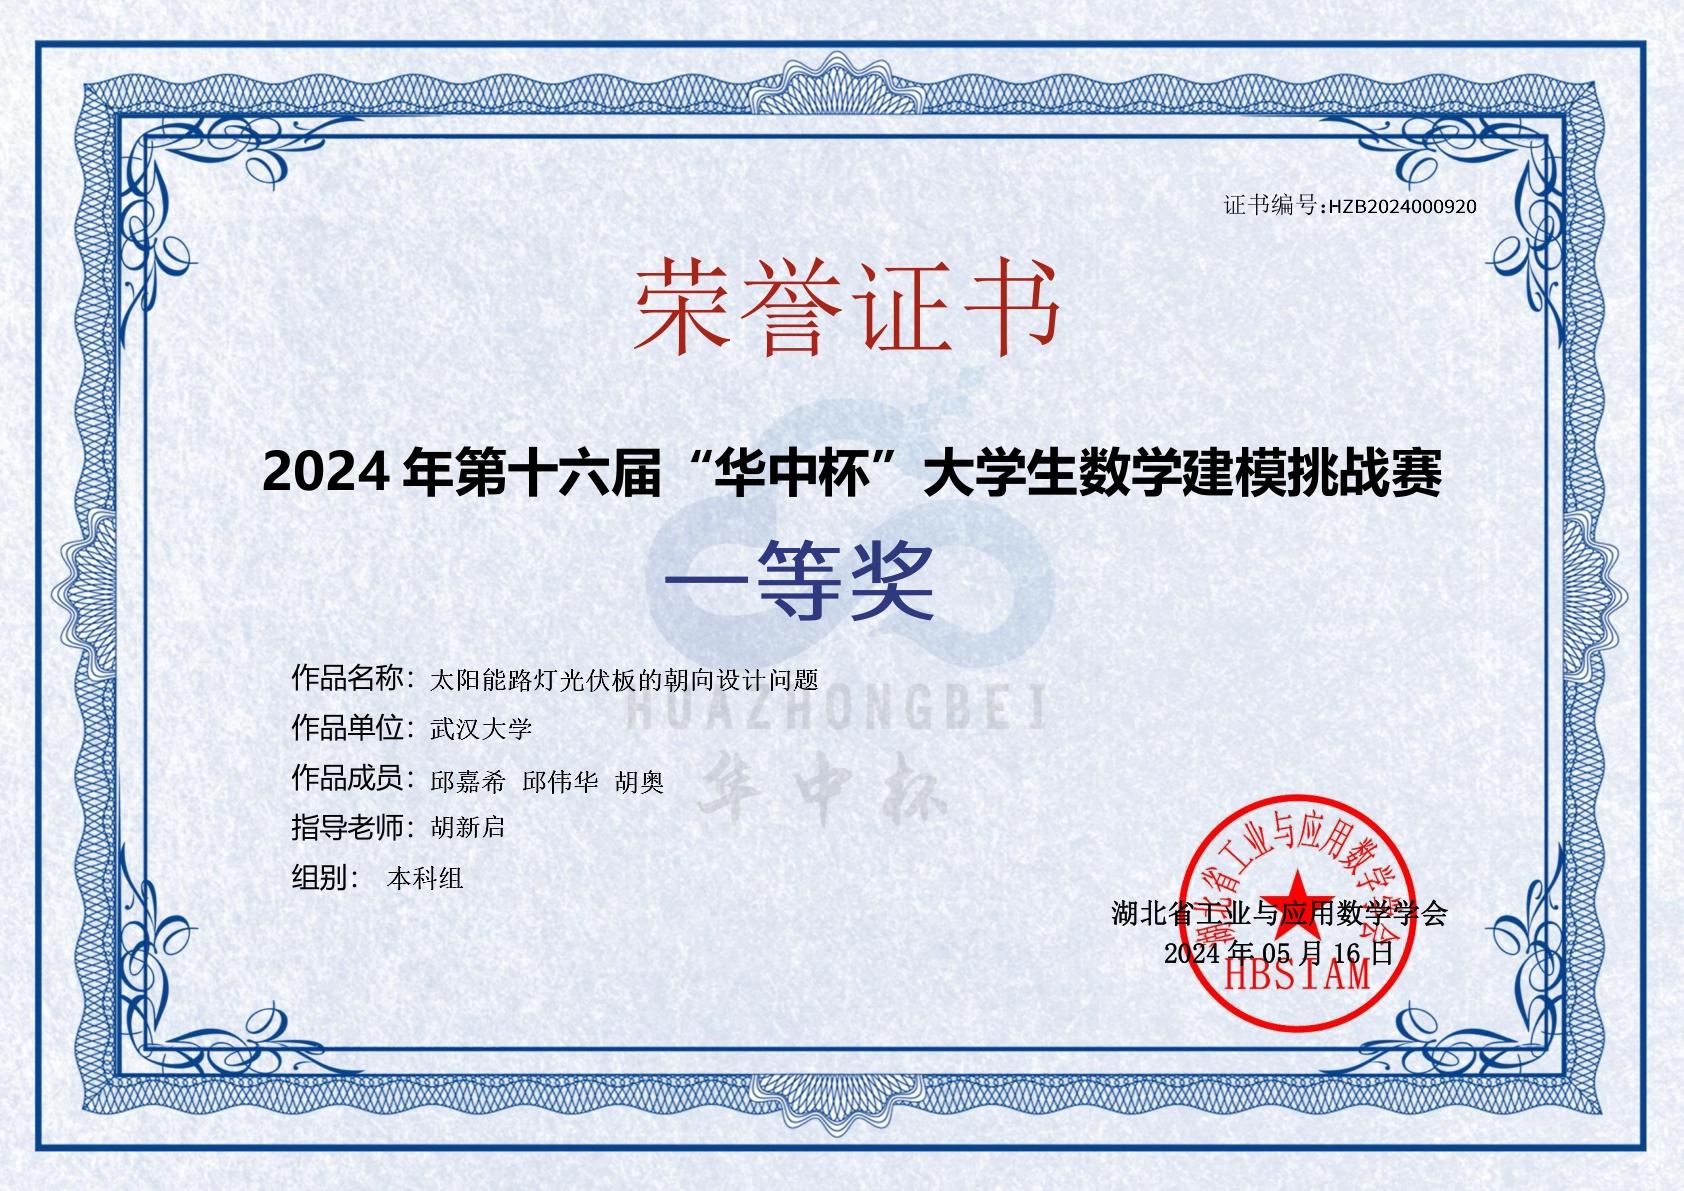 证书编号:HZB2024000920
荣誉证书
2024 年第十六届“华中杯”大学生数学建模挑战赛
一等奖
作品名称：太阳能路灯光伏板的朝向设计问题
HUAZHONGBEI
作品单位：武汉大学
作品成员：邱嘉希 邱伟华 胡奥
华中杯
指导老师：胡新启
组别： 本科组
湖北省工业与应用数学学会
湖北省工业与应用数学学会
2024 年 05 月 16 日
HBSIAM